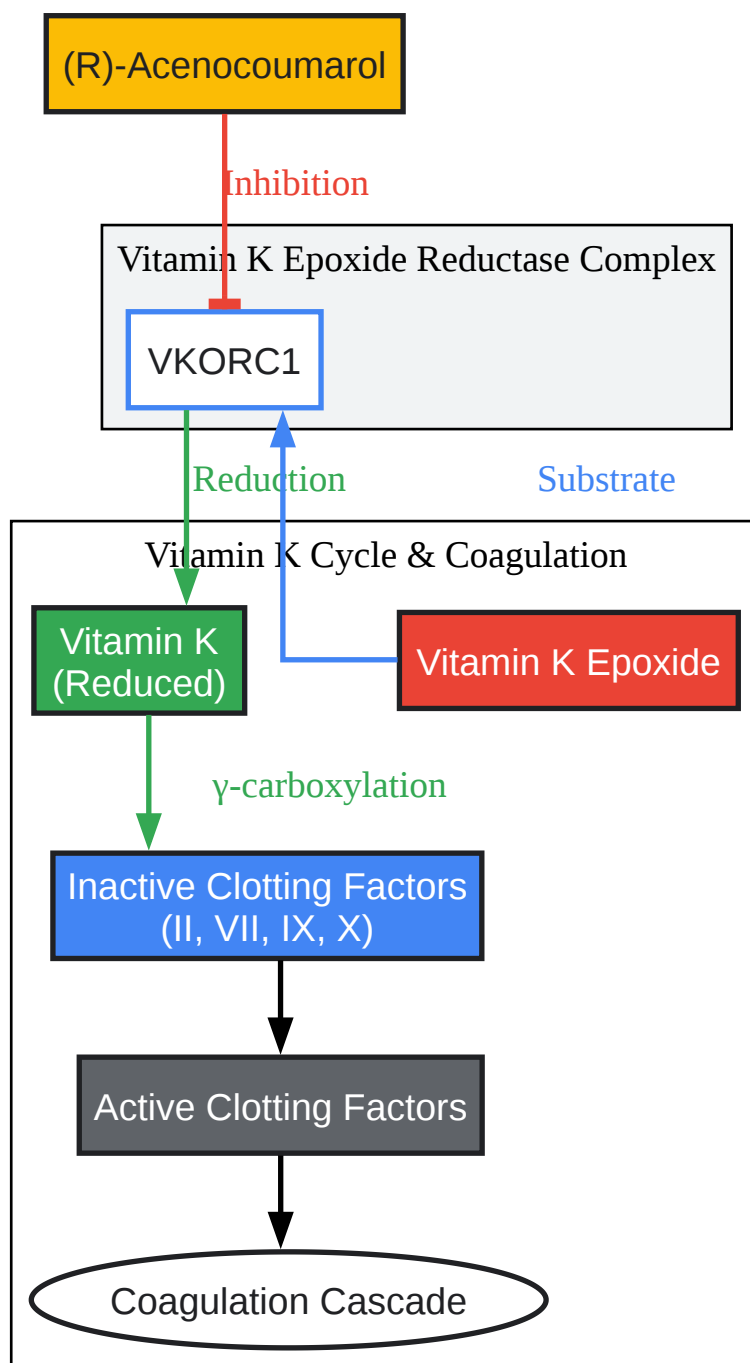 (R)-Acenocoumarol
Inhibition
Vitamin K Epoxide Reductase Complex
VKORC1
Reduction
Substrate
Vitamin K Cycle & Coagulation
Vitamin K
(Reduced)
Vitamin K Epoxide
γ-carboxylation
Inactive Clotting Factors
(II, VII, IX, X)
Active Clotting Factors
Coagulation Cascade